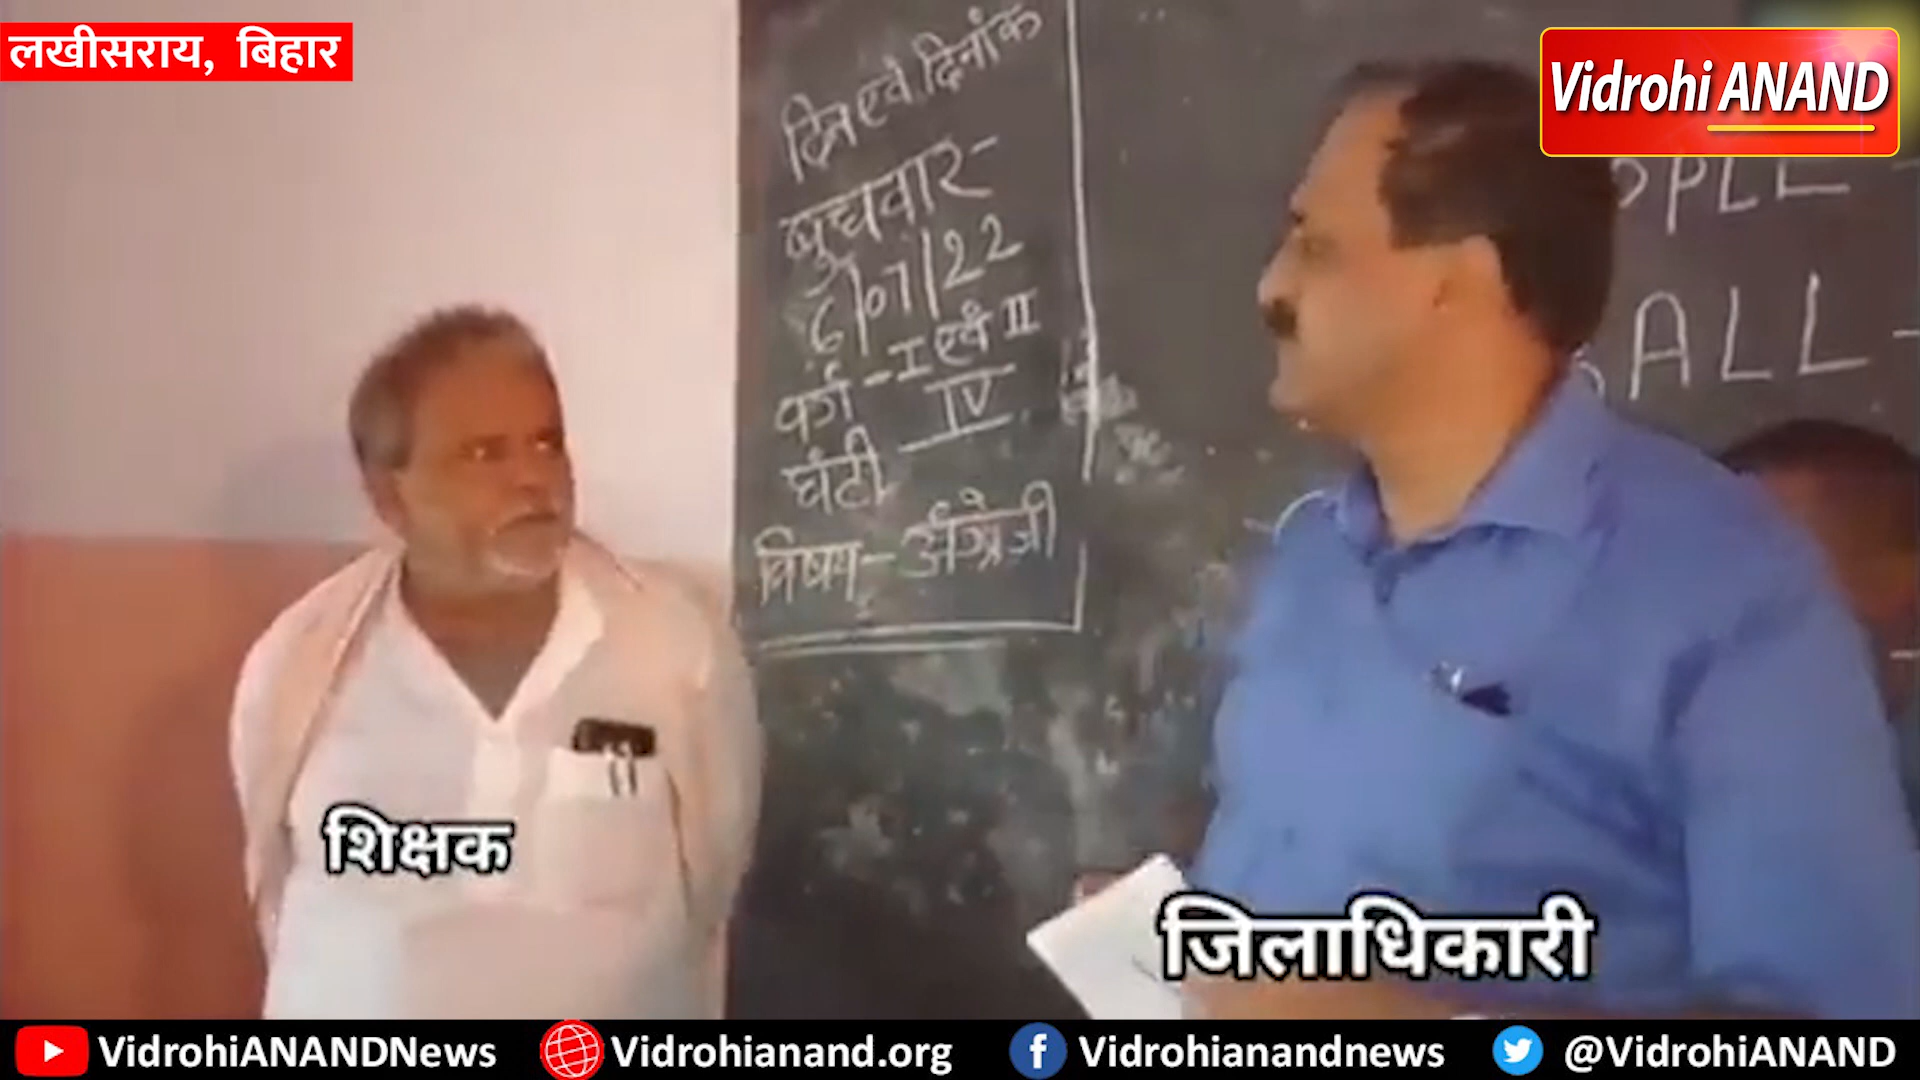 लखीसराय, बिहार
Vidrohi ANAND
दिन एवं दिनांक
बुधवार-
6/07/22
वर्ग - I एवं II
घंटी IV
विषय - अंग्रेजी
ALL -
शिक्षक
जिलाधिकारी
VidrohiANANDNews
Vidrohianand.org
Vidrohianandnews
@VidrohiANAND